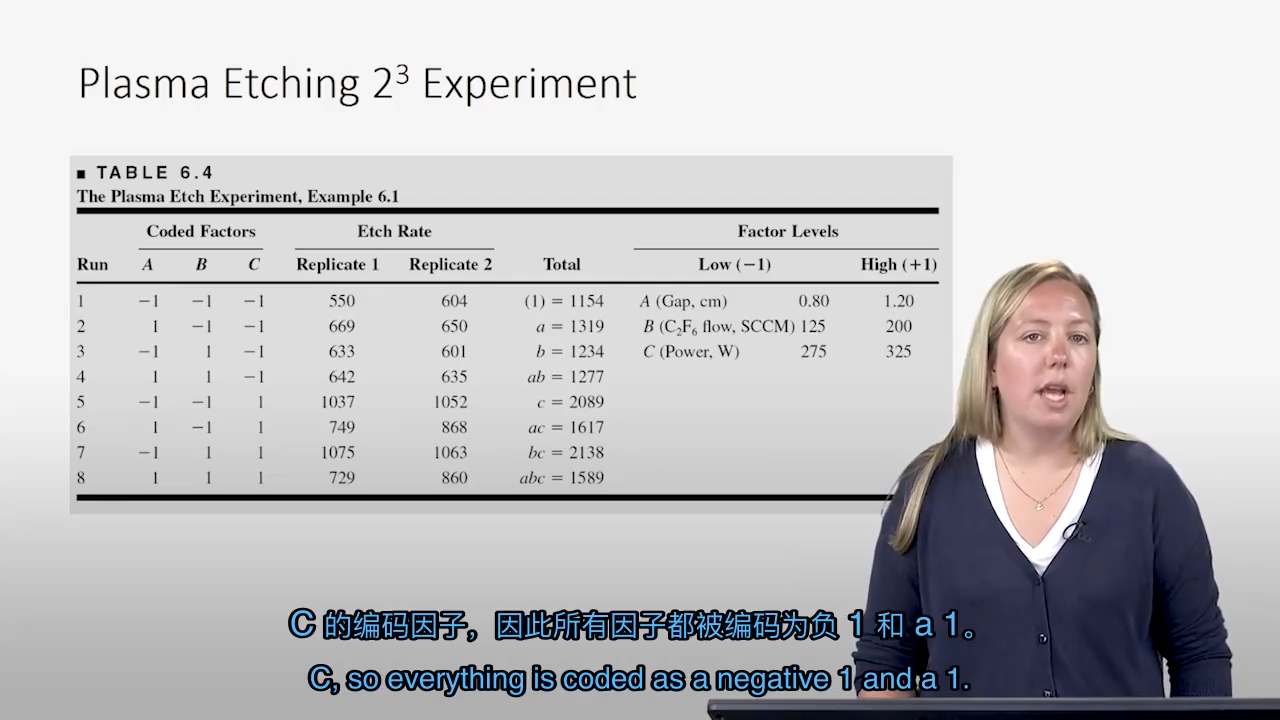 Plasma Etching 2³ Experiment
■ TABLE 6.4
The Plasma Etch Experiment, Example 6.1
Coded Factors Etch Rate Factor Levels
Run A B C Replicate 1 Replicate 2 Total Low (−1) High (+1)
1 −1 −1 −1 550 604 (1) = 1154 A (Gap, cm) 0.80 1.20
2 1 −1 −1 669 650 a = 1319 B (C₂F₆ flow, SCCM) 125 200
3 −1 1 −1 633 601 b = 1234 C (Power, W) 275 325
4 1 1 −1 642 635 ab = 1277
5 −1 −1 1 1037 1052 c = 2089
6 1 −1 1 749 868 ac = 1617
7 −1 1 1 1075 1063 bc = 2138
8 1 1 1 729 860 abc = 1589
C 的编码因子，因此所有因子都被编码为负 1 和 a 1。
C, so everything is coded as a negative 1 and a 1.